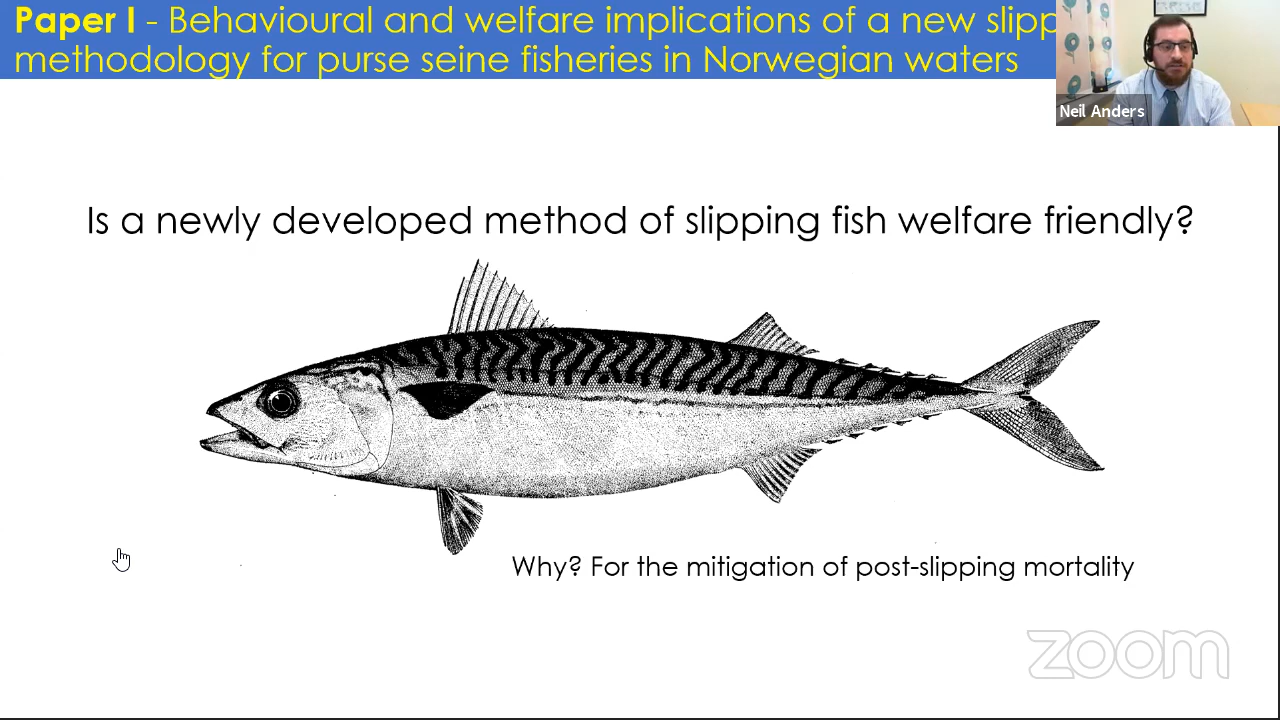 Paper I - Behavioural and welfare implications of a new slipp
methodology for purse seine fisheries in Norwegian waters
Neil Anders
Is a newly developed method of slipping fish welfare friendly?
Why? For the mitigation of post-slipping mortality
zoom